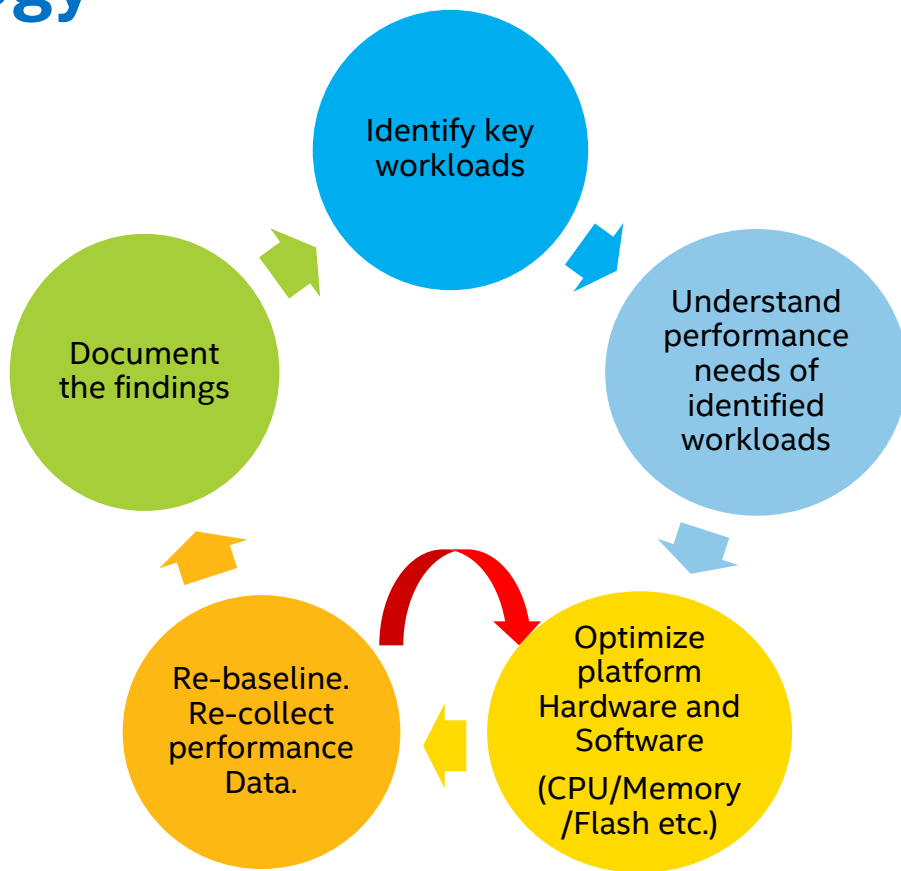 Identify key
workloads
Understand
performance
needs of
identified
workloads
Optimize
platform
Hardware and
Software
(CPU/Memory
/Flash etc.)
Re-baseline.
Re-collect
performance
Data.
Document
the findings